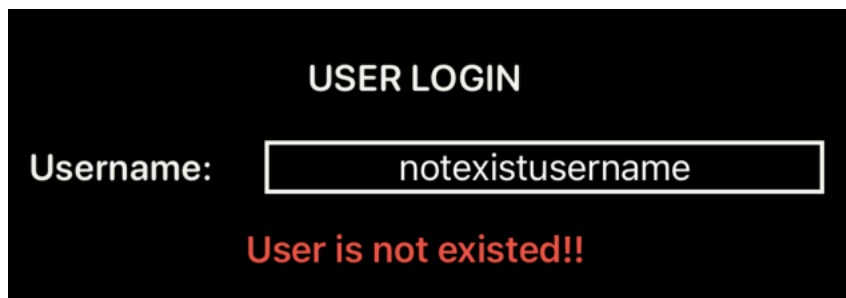 USER LOGIN
Username: notexistusername
User is not existed!!